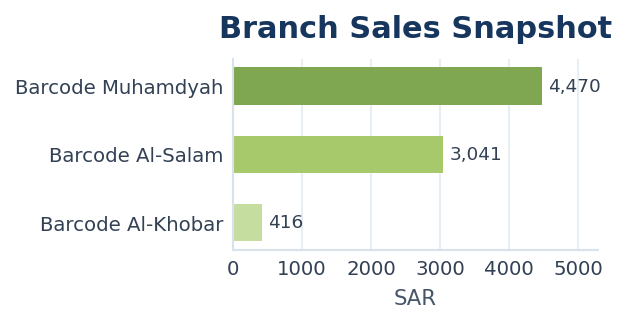 Branch Sales Snapshot
Barcode Muhamdyah 4,470
Barcode Al-Salam 3,041
Barcode Al-Khobar 416
0 1000 2000 3000 4000 5000
SAR